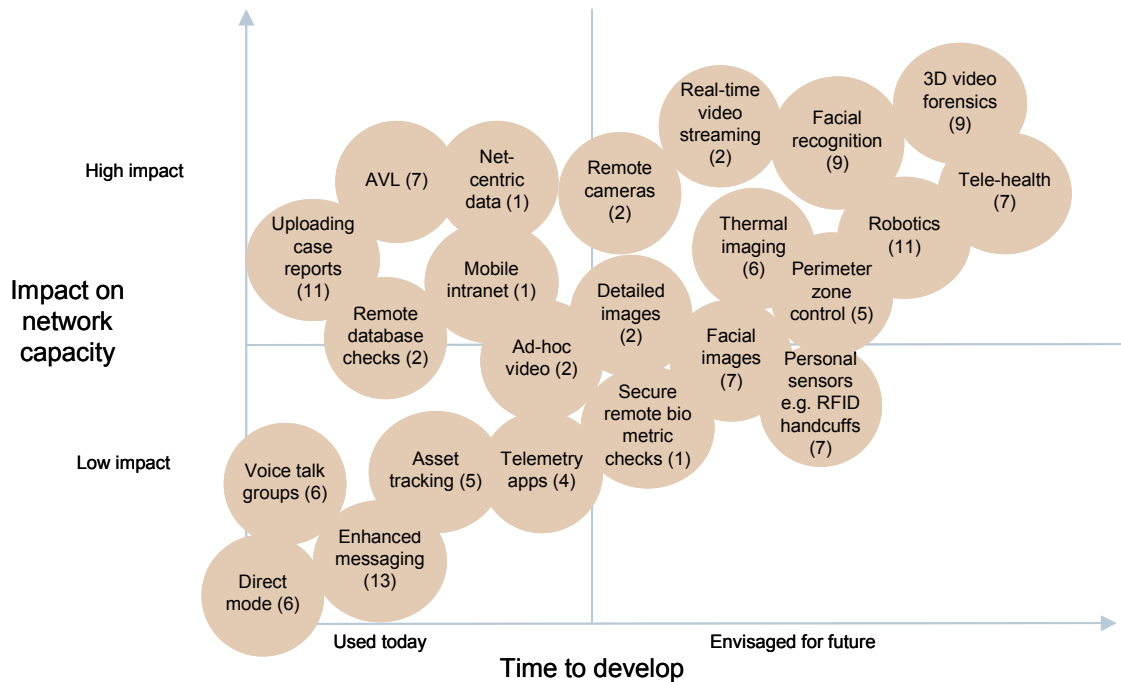 3D video
forensics
(9)
Real-time
video
streaming
(2)
Facial
recognition
(9)
High impact
AVL (7)
Net-
centric
data (1)
Remote
cameras
(2)
Tele-health
(7)
Uploading
case
reports
(11)
Thermal
imaging
(6)
Robotics
(11)
Impact on
network
capacity
Mobile
intranet (1)
Detailed
images
(2)
Perimeter
zone
control (5)
Remote
database
checks (2)
Ad-hoc
video (2)
Facial
images
(7)
Personal
sensors
e.g. RFID
handcuffs
(7)
Secure
remote bio
metric
checks (1)
Low impact
Voice talk
groups (6)
Asset
tracking (5)
Telemetry
apps (4)
Enhanced
messaging
(13)
Direct
mode (6)
Used today
Envisaged for future
Time to develop